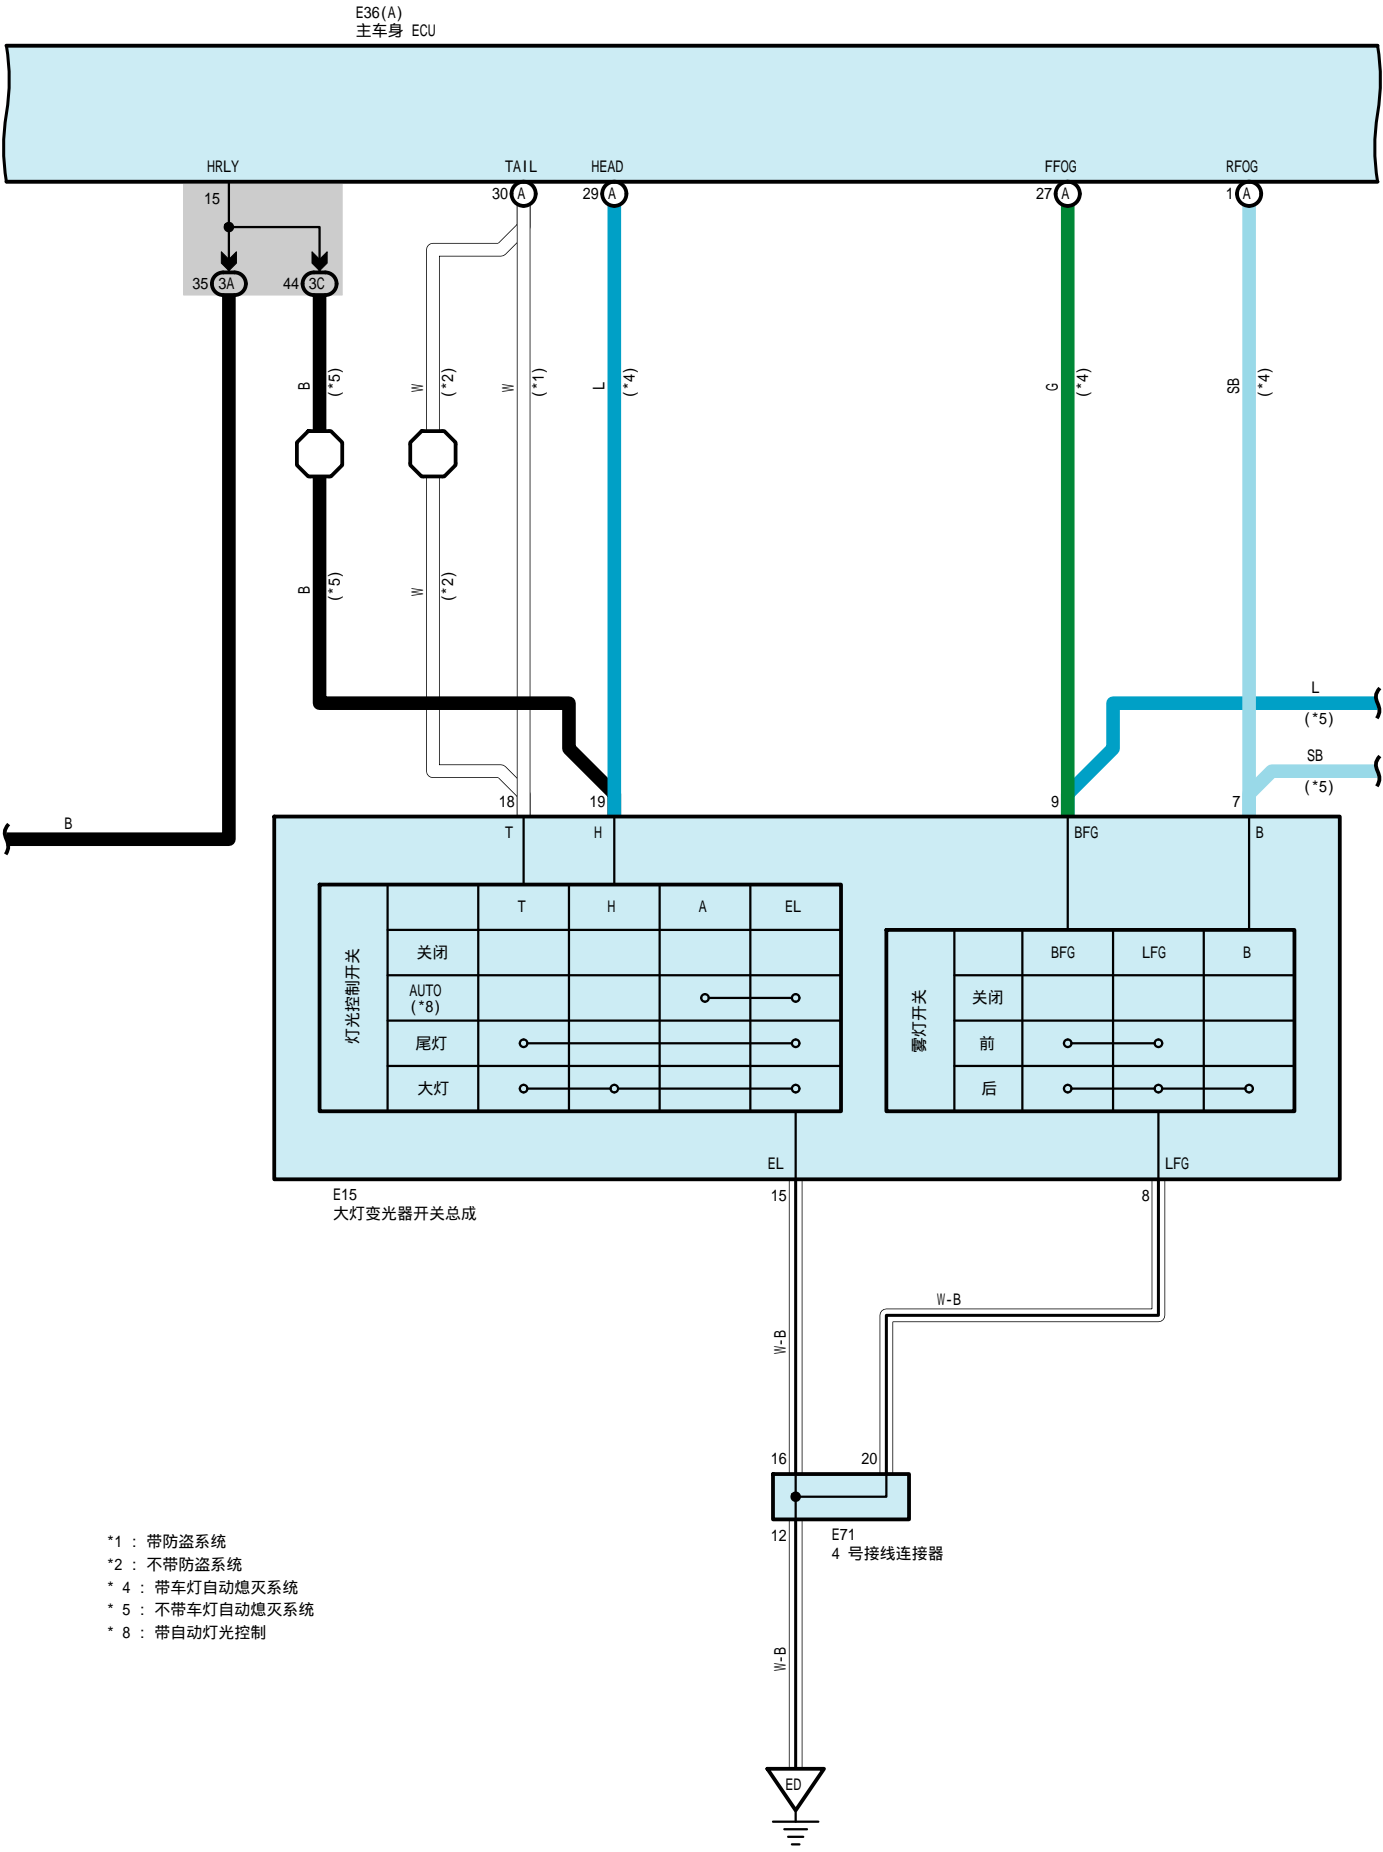 E36(A)
主车身 ECU
HRLY
TAIL
HEAD
FFOG
RFOG
15
30 A
29 A
27 A
1 A
35 3A
44 3C
B
(*5)
W
(*2)
W
(*1)
L
(*4)
G
(*4)
SB
(*4)
B
(*5)
W
(*2)
L
(*5)
SB
(*5)
B
18
19
9
7
T
H
BFG
B
灯光控制开关
T H A EL
关闭
AUTO
(*8)
尾灯
大灯
雾灯开关
BFG LFG B
关闭
前
后
EL
LFG
E15
大灯变光器开关总成
15
8
W-B
W-B
16
20
12
E71
4 号接线连接器
*1 : 带防盗系统
*2 : 不带防盗系统
* 4 : 带车灯自动熄灭系统
* 5 : 不带车灯自动熄灭系统
* 8 : 带自动灯光控制
W-B
ED